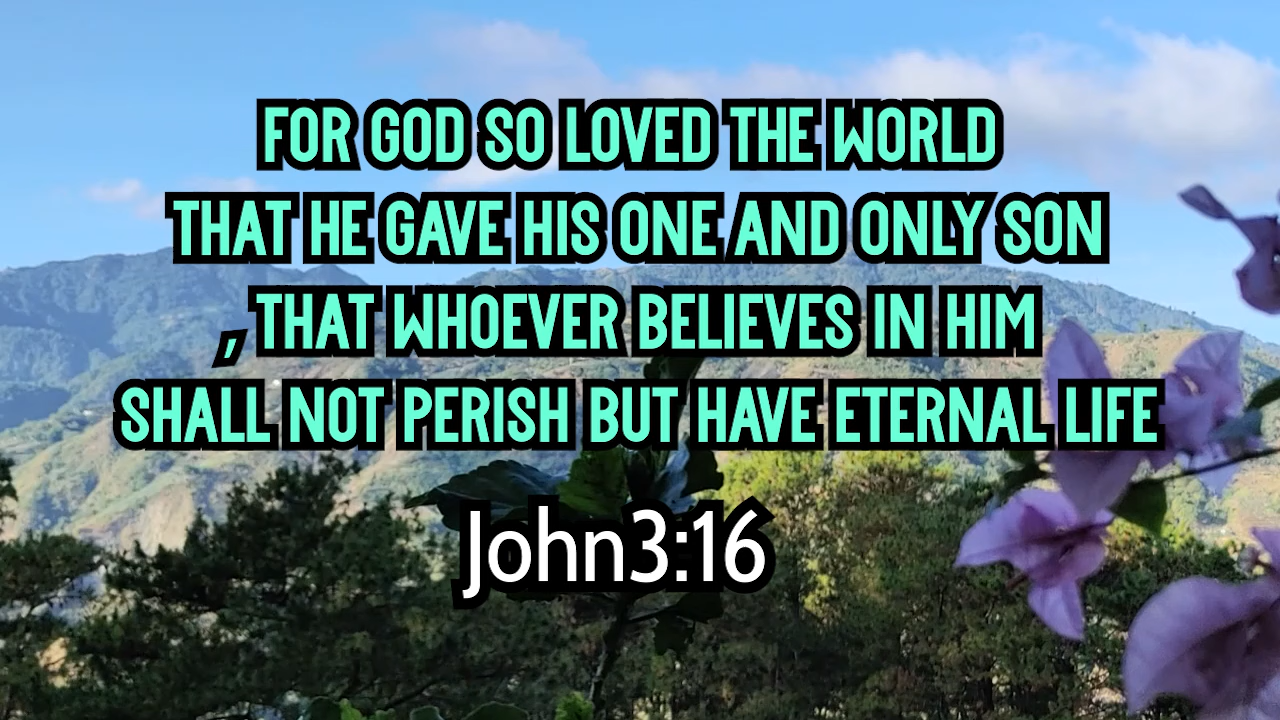 FOR GOD SO LOVED THE WORLD
THAT HE GAVE HIS ONE AND ONLY SON
, THAT WHOEVER BELIEVES IN HIM
SHALL NOT PERISH BUT HAVE ETERNAL LIFE
John3:16